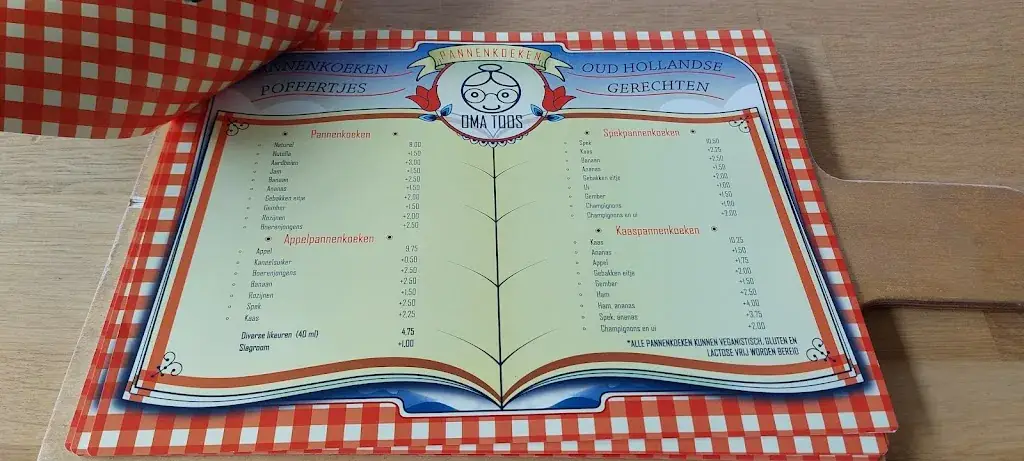 PANNENKOEKEN
ANNENKOEKEN
POFFERTJES
OUD HOLLANDSE
GERECHTEN
OMA TOOS
Pannenkoeken
Naturel 9.00
Nutella +1.50
Aardbeien +3.00
Jam +1.50
Banaan +2.50
Ananas +1.50
Gebakken eitje +2.00
Gember +1.50
Rozijnen +2.00
Boerenjongens +2.50
Appelpannenkoeken
Appel 9.75
Kaneelsuiker +0.50
Boerenjongens +2.50
Banaan +2.50
Rozijnen +1.50
Spek +2.50
Kaas +2.25
Diverse likeuren (40 ml) 4.75
Slagroom +1.00
Spekpannenkoeken
Spek 10.50
Kaas +2.25
Banaan +2.50
Ananas +1.50
Gebakken eitje +2.00
Ui +1.00
Gember +1.50
Champignons +1.00
Champignons en ui +2.00
Kaaspannenkoeken
Kaas 10.25
Ananas +1.50
Appel +1.75
Gebakken eitje +2.00
Gember +1.50
Ham +2.50
Ham, ananas +4.00
Spek, ananas +3.75
Champignons en ui +2.00
*ALLE PANNENKOEKEN KUNNEN VEGANISTISCH, GLUTEN EN
LACTOSE VRIJ WORDEN BEREID